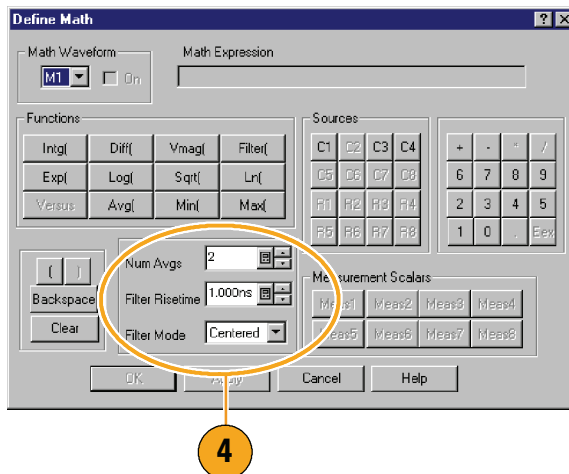 Define Math
Math Waveform
Math Expression
M1
On
Functions
Intg( Diff( Vmag( Filter(
Exp( Log( Sqrt( Ln(
Versus Avg( Min( Max(
Sources
C1 C2 C3 C4
C5 C6 C7 C8
R1 R2 R3 R4
R5 R6 R7 R8
+ - * /
6 7 8 9
2 3 4 5
1 0 . Eex
( )
Backspace
Clear
Num Avgs 2
Filter Risetime 1.000ns
Filter Mode Centered
Measurement Scalars
Meas1 Meas2 Meas3 Meas4
Meas5 Meas6 Meas7 Meas8
OK Apply Cancel Help
4